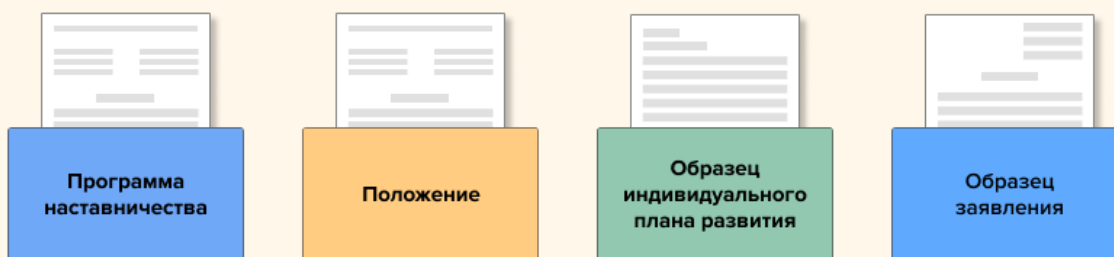 Программа
наставничества
Положение
Образец
индивидуального
плана развития
Образец
заявления